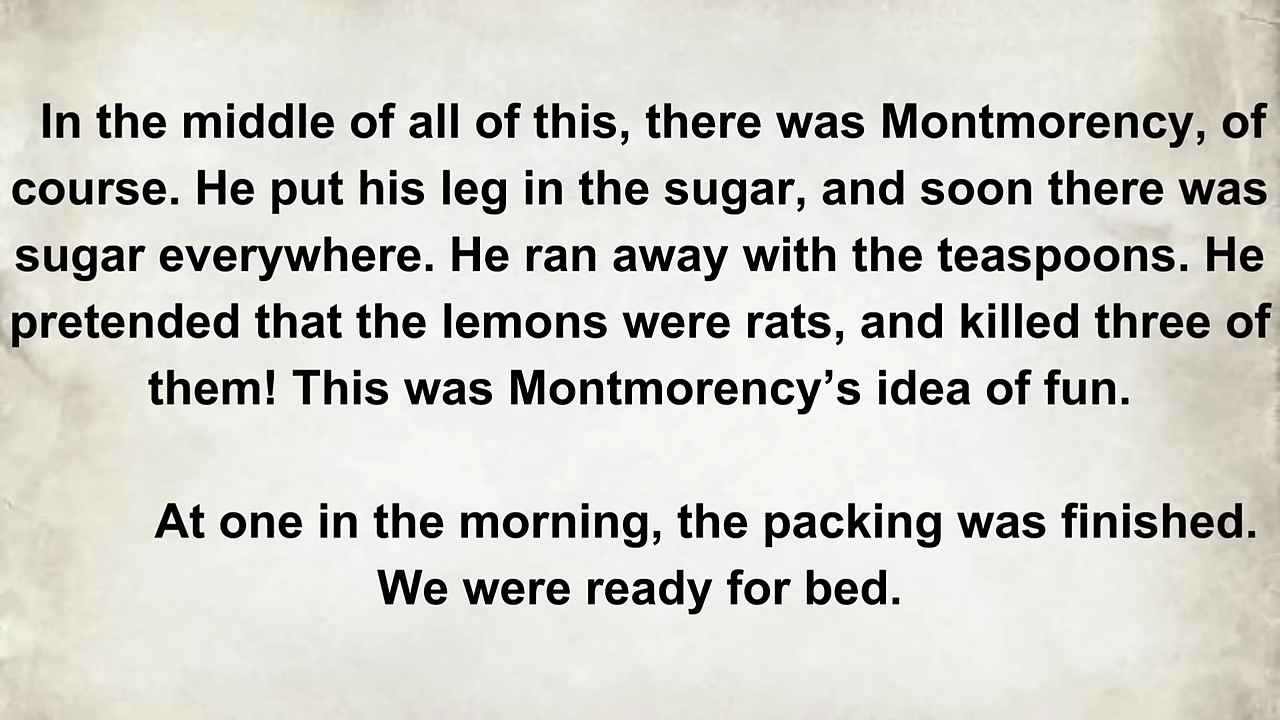 In the middle of all of this, there was Montmorency, of
course. He put his leg in the sugar, and soon there was
sugar everywhere. He ran away with the teaspoons. He
pretended that the lemons were rats, and killed three of
them! This was Montmorency’s idea of fun.
At one in the morning, the packing was finished.
We were ready for bed.